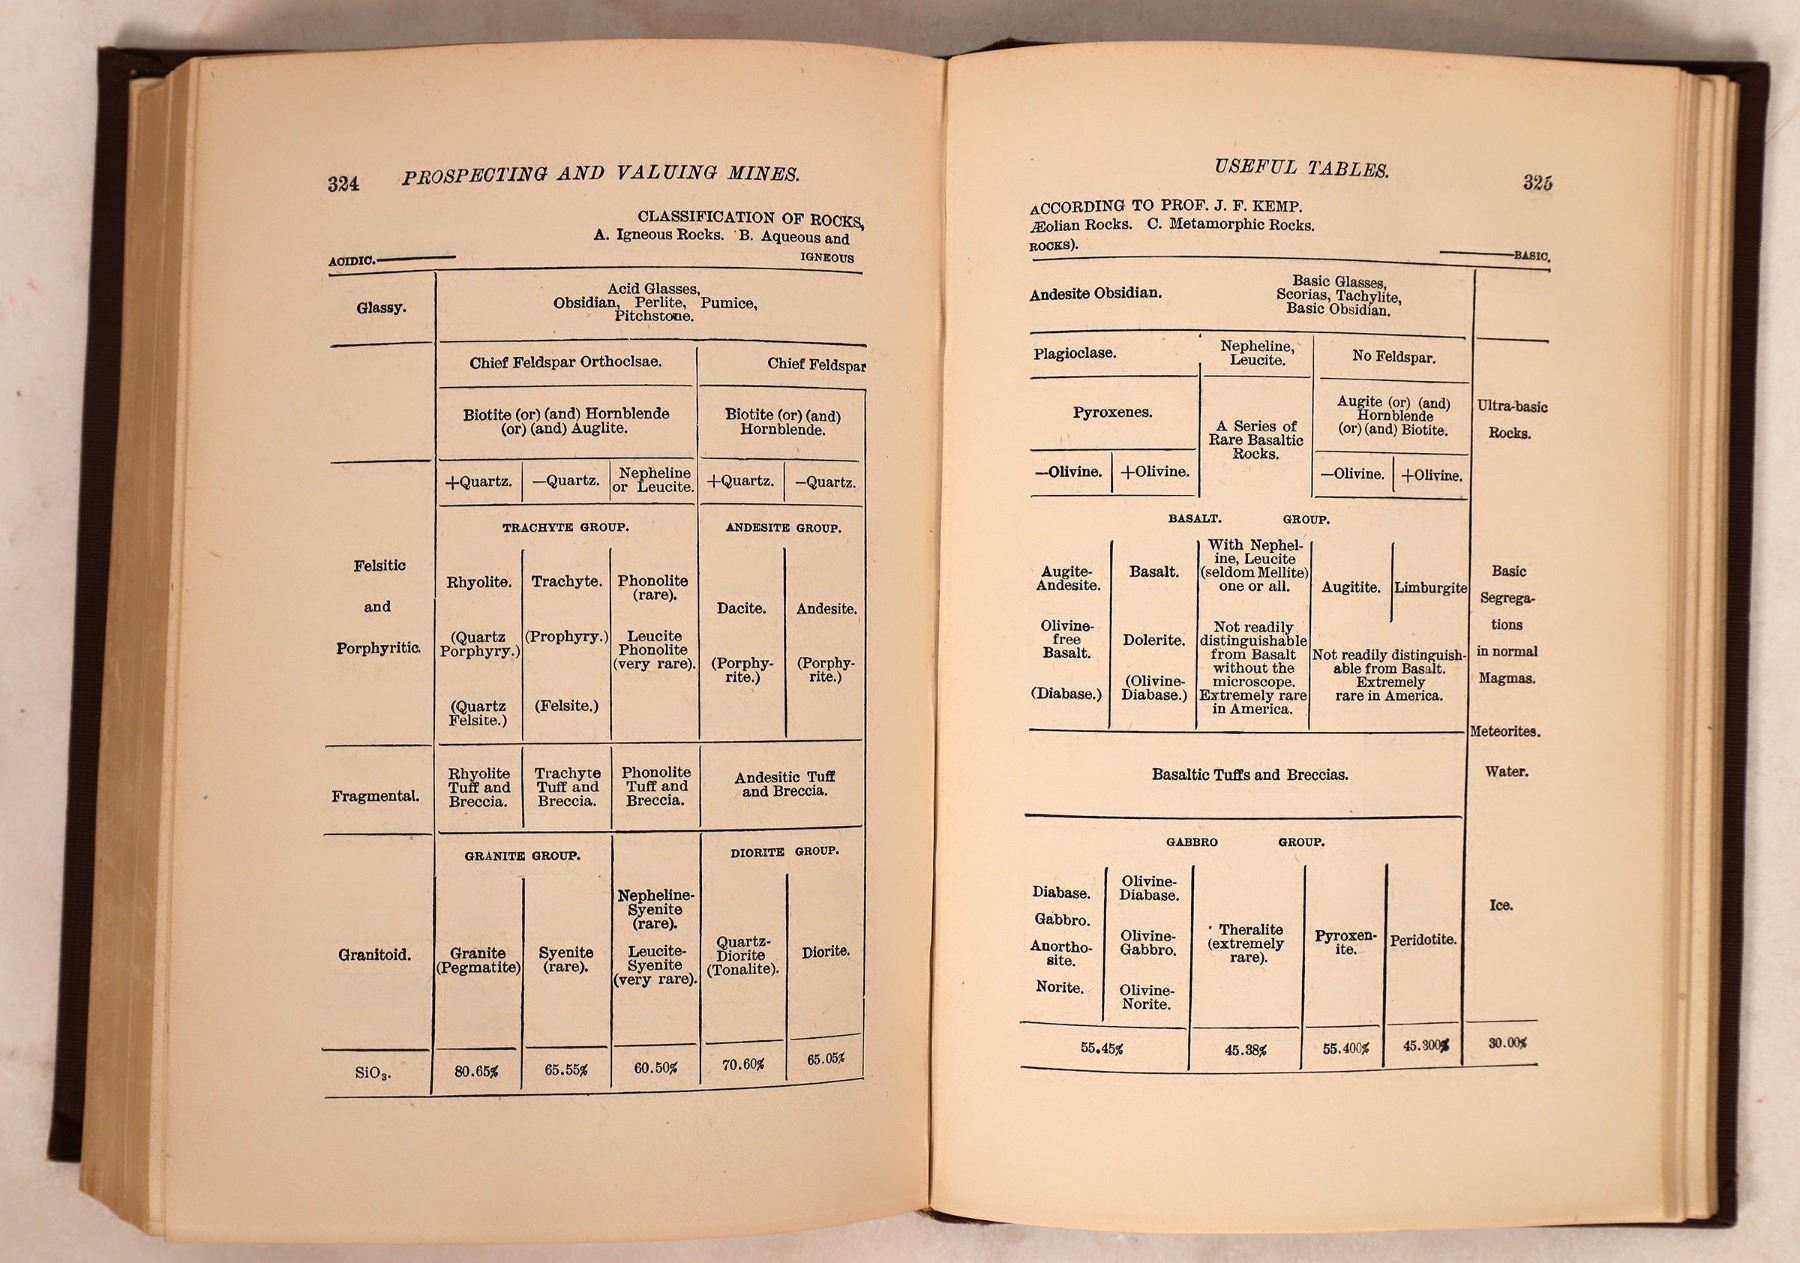 324 PROSPECTING AND VALUING MINES.
CLASSIFICATION OF ROCKS,
A. Igneous Rocks. B. Aqueous and
ACIDIC. IGNEOUS
Glessy.
Acid Glasses,
Obsidian, Perlite, Pumice,
Pitchstone.
Chief Feldspar Orthoclsae. Chief Feldspar
Biotite (or) (and) Hornblende
(or) (and) Auglite.
Biotite (or) (and)
Hornblende.
+Quartz. —Quartz. Nepheline
or Leucite. +Quartz. —Quartz.
TRACHYTE GROUP. ANDESITE GROUP.
Felsitic
and
Porphyritic.
Rhyolite.
(Quartz
Porphyry.)
(Quartz
Felsite.)
Trachyte.
(Prophyry.)
(Felsite.)
Phonolite
(rare).
Leucite
Phonolite
(very rare).
Dacite.
(Porphy-
rite.)
Andesite.
(Porphy-
rite.)
Fragmental.
Rhyolite
Tuff and
Breccia.
Trachyte
Tuff and
Breccia.
Phonolite
Tuff and
Breccia.
Andesitic Tuff
and Breccia.
GRANITE GROUP. DIORITE GROUP.
Granitoid.
Granite
(Pegmatite)
Syenite
(rare).
Nepheline-
Syenite
(rare).
Leucite-
Syenite
(very rare).
Quartz-
Diorite
(Tonalite).
Diorite.
SiO₃. 80.65% 65.55% 60.50% 70.60% 65.05%
USEFUL TABLES. 325
ACCORDING TO PROF. J. F. KEMP.
Æolian Rocks. C. Metamorphic Rocks.
ROCKS).
BASIC.
Andesite Obsidian.
Basic Glasses,
Scorias, Tachylite,
Basic Obsidian.
Plagioclase.
Nepheline,
Leucite.
No Feldspar.
Pyroxenes.
A Series of
Rare Basaltic
Rocks.
Augite (or) (and)
Hornblende
(or) (and) Biotite.
Ultra-basic
Rocks.
—Olivine. +Olivine. —Olivine. +Olivine.
BASALT. GROUP.
Augite-
Andesite.
Olivine-
free
Basalt.
(Diabase.)
Basalt.
Dolerite.
(Olivine-
Diabase.)
With Nephel-
ine, Leucite
(seldom Mellite)
one or all.
Not readily
distinguishable
from Basalt
without the
microscope.
Extremely rare
in America.
Augitite. Limburgite
Not readily distinguish-
able from Basalt.
Extremely
rare in America.
Basic
Segrega-
tions
in normal
Magmas.
Meteorites.
Water.
Basaltic Tuffs and Breccias.
GABBRO GROUP.
Diabase.
Gabbro.
Anortho-
site.
Norite.
Olivine-
Diabase.
Olivine-
Gabbro.
Olivine-
Norite.
Theralite
(extremely
rare).
Pyroxen-
ite.
Peridotite.
Ice.
55.45% 45.38% 55.400% 45.300% 30.00%